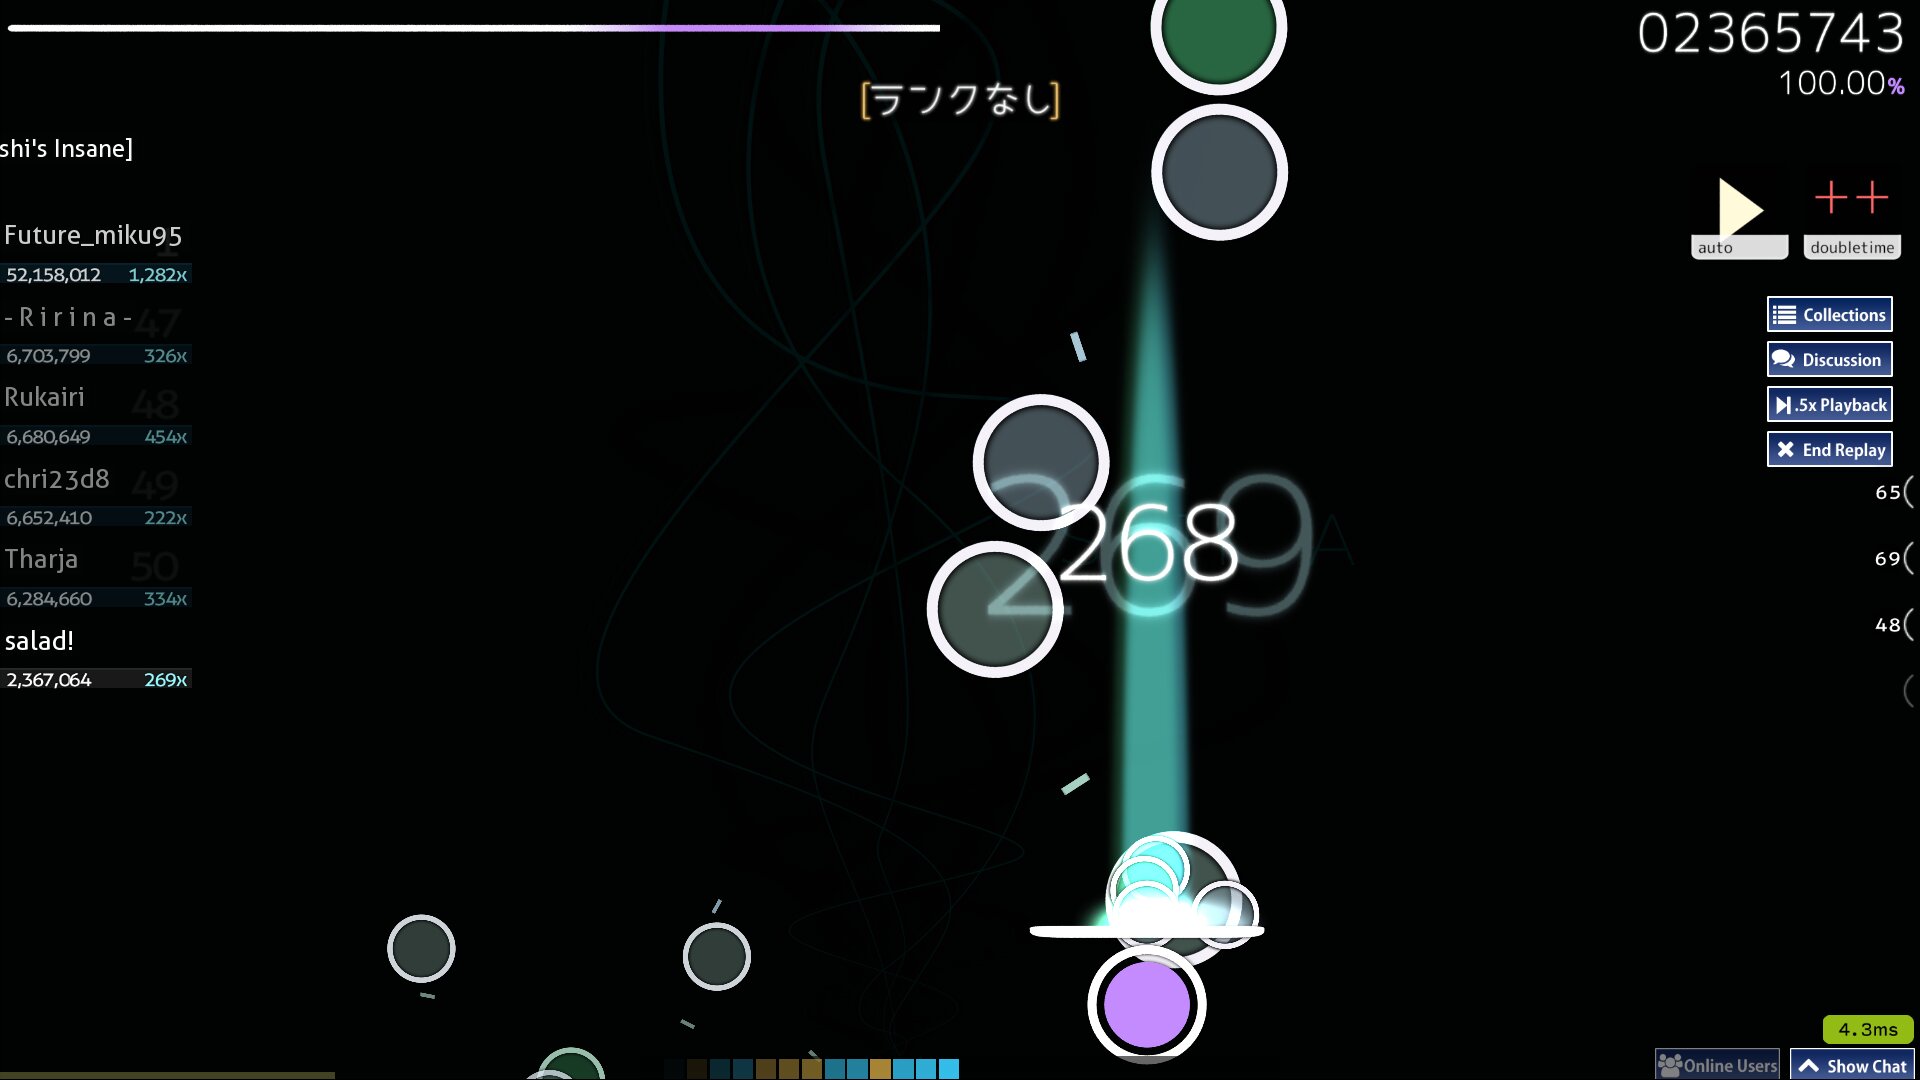 02365743
100.00%
[ランクなし]
shi's Insane]
auto
doubletime
Future_miku95
1
52,158,012 1,282x
-Ririna- 47
6,703,799 326x
Rukairi 48
6,680,649 454x
chri23d8 49
6,652,410 222x
Tharja 50
6,284,660 334x
salad!
2,367,064 269x
Collections
Discussion
.5x Playback
End Replay
65
69
48
269
268
A
4.3ms
Online Users
Show Chat